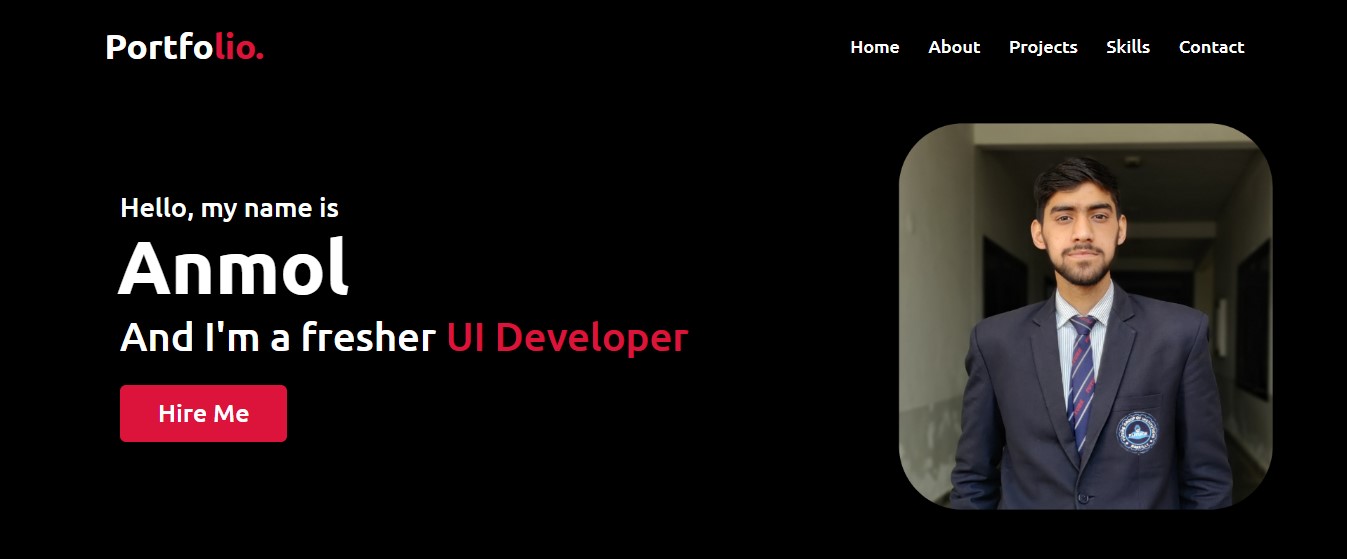 Portfolio.
Home About Projects Skills Contact
Hello, my name is
Anmol
And I'm a fresher UI Developer
Hire Me